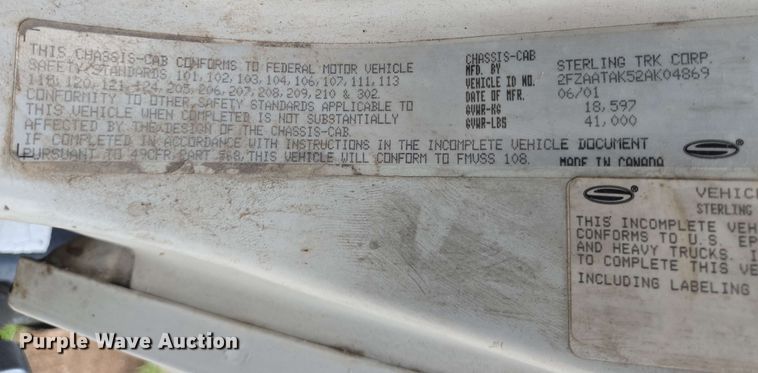 THIS CHASSIS-CAB CONFORMS TO FEDERAL MOTOR VEHICLE
SAFETY STANDARDS, 101, 102, 103, 104, 106, 107, 111, 113
116, 120, 121, 124, 205, 206, 207, 208, 209, 210 & 302.
CONFORMITY TO OTHER SAFETY STANDARDS APPLICABLE TO
THIS VEHICLE WHEN COMPLETED IS NOT SUBSTANTIALLY
AFFECTED BY THE DESIGN OF THE CHASSIS-CAB.
IF COMPLETED IN ACCORDANCE WITH INSTRUCTIONS IN THE INCOMPLETE VEHICLE DOCUMENT
PURSUANT TO 49CFR PART 568, THIS VEHICLE WILL CONFORM TO FMVSS 108.
CHASSIS-CAB
MFD. BY STERLING TRK CORP.
VEHICLE ID NO. 2FZAATAK52AK04869
DATE OF MFR. 06/01
GVWR-KG 18,597
GVWR-LBS 41,000
MADE IN CANADA
VEHIC
STERLING
THIS INCOMPLETE VEH
CONFORMS TO U.S. EP
AND HEAVY TRUCKS. I
TO COMPLETE THIS VE
INCLUDING LABELING
Purple Wave Auction